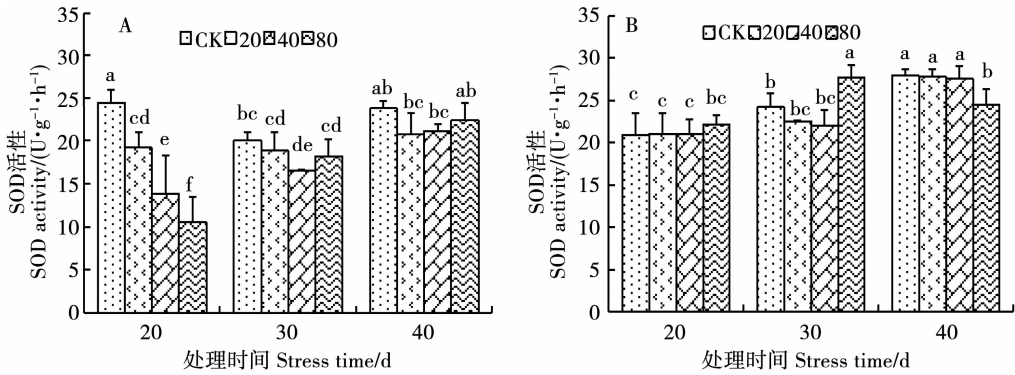 A
CK 20 40 80
SOD活性
SOD activity/(U·g⁻¹·h⁻¹)
35
30
25
20
15
10
5
0
a cd e f
bc cd de cd
ab bc bc ab
20 30 40
处理时间 Stress time/d
B
CK 20 40 80
SOD活性
SOD activity/(U·g⁻¹·h⁻¹)
35
30
25
20
15
10
5
0
c c c bc
b bc bc a
a a a b
20 30 40
处理时间 Stress time/d